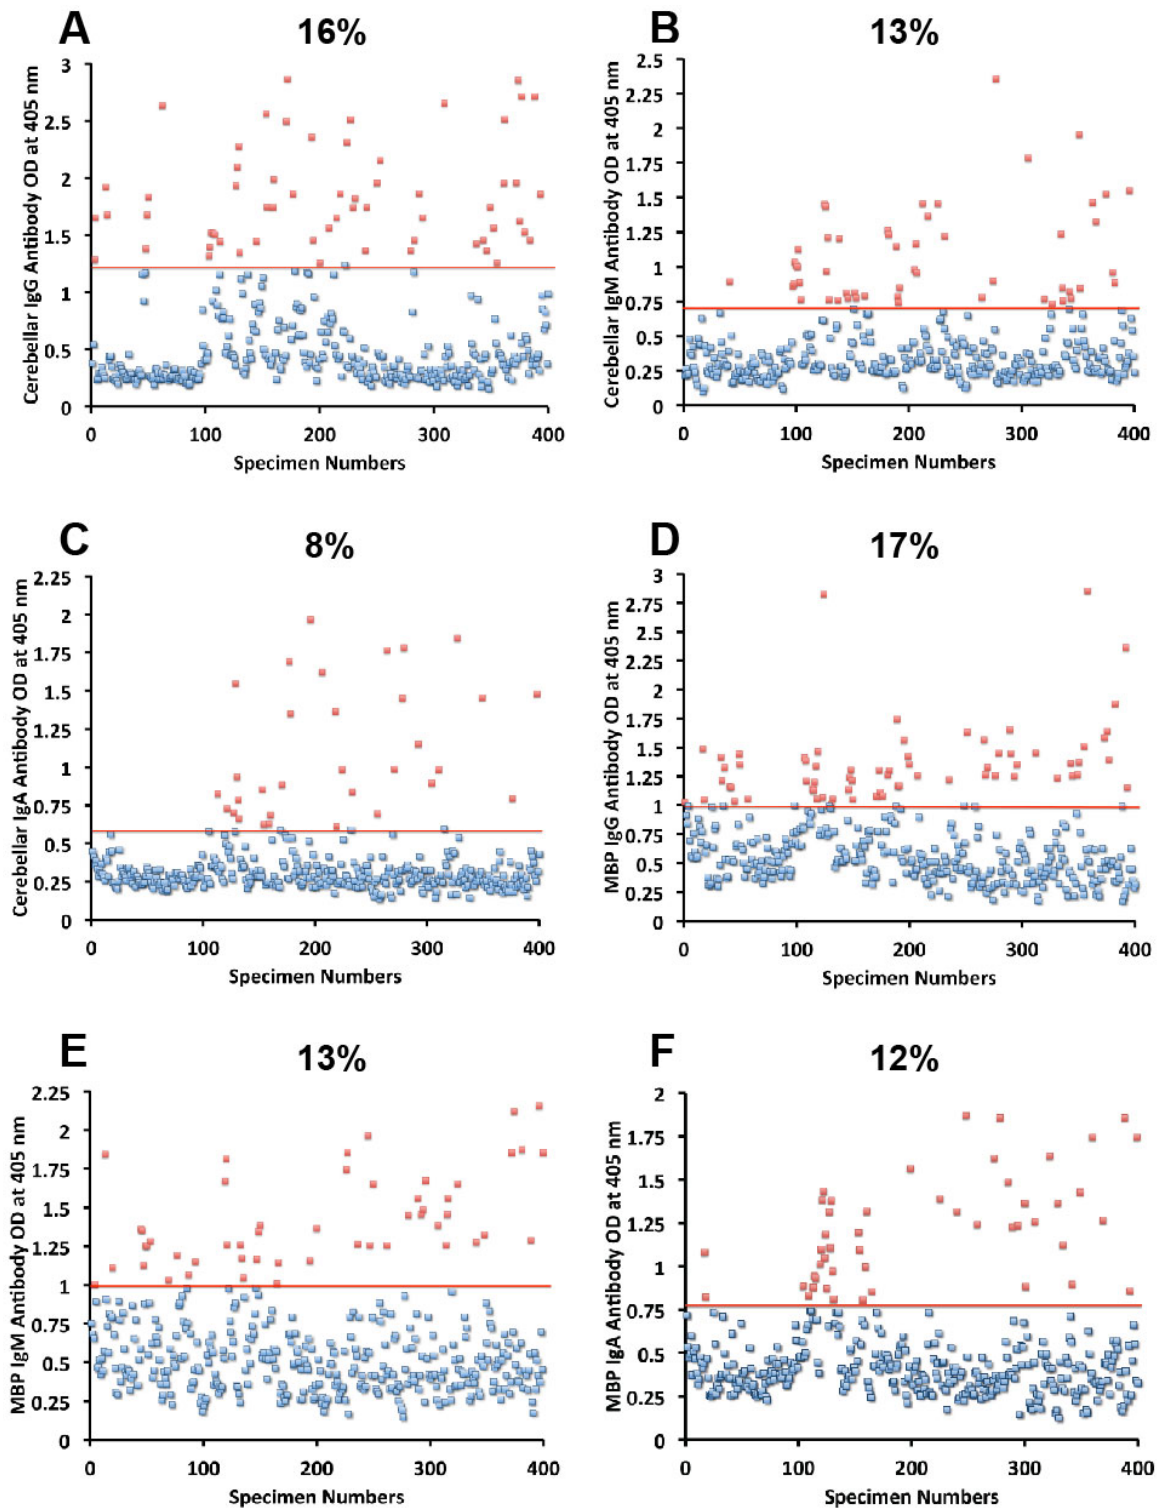 A
16%
Cerebellar IgG Antibody OD at 405 nm
3
2.5
2
1.5
1
0.5
0
0 100 200 300 400
Specimen Numbers
B
13%
Cerebellar IgM Antibody OD at 405 nm
2.5
2.25
2
1.75
1.5
1.25
1
0.75
0.5
0.25
0
0 100 200 300 400
Specimen Numbers
C
8%
Cerebellar IgA Antibody OD at 405 nm
2.25
2
1.75
1.5
1.25
1
0.75
0.5
0.25
0
0 100 200 300 400
Specimen Numbers
D
17%
MBP IgG Antibody OD at 405 nm
3
2.75
2.5
2.25
2
1.75
1.5
1.25
1
0.75
0.5
0.25
0
0 100 200 300 400
Specimen Numbers
E
13%
MBP IgM Antibody OD at 405 nm
2.25
2
1.75
1.5
1.25
1
0.75
0.5
0.25
0
0 100 200 300 400
Specimen Numbers
F
12%
MBP IgA Antibody OD at 405 nm
2
1.75
1.5
1.25
1
0.75
0.5
0.25
0
0 100 200 300 400
Specimen Numbers